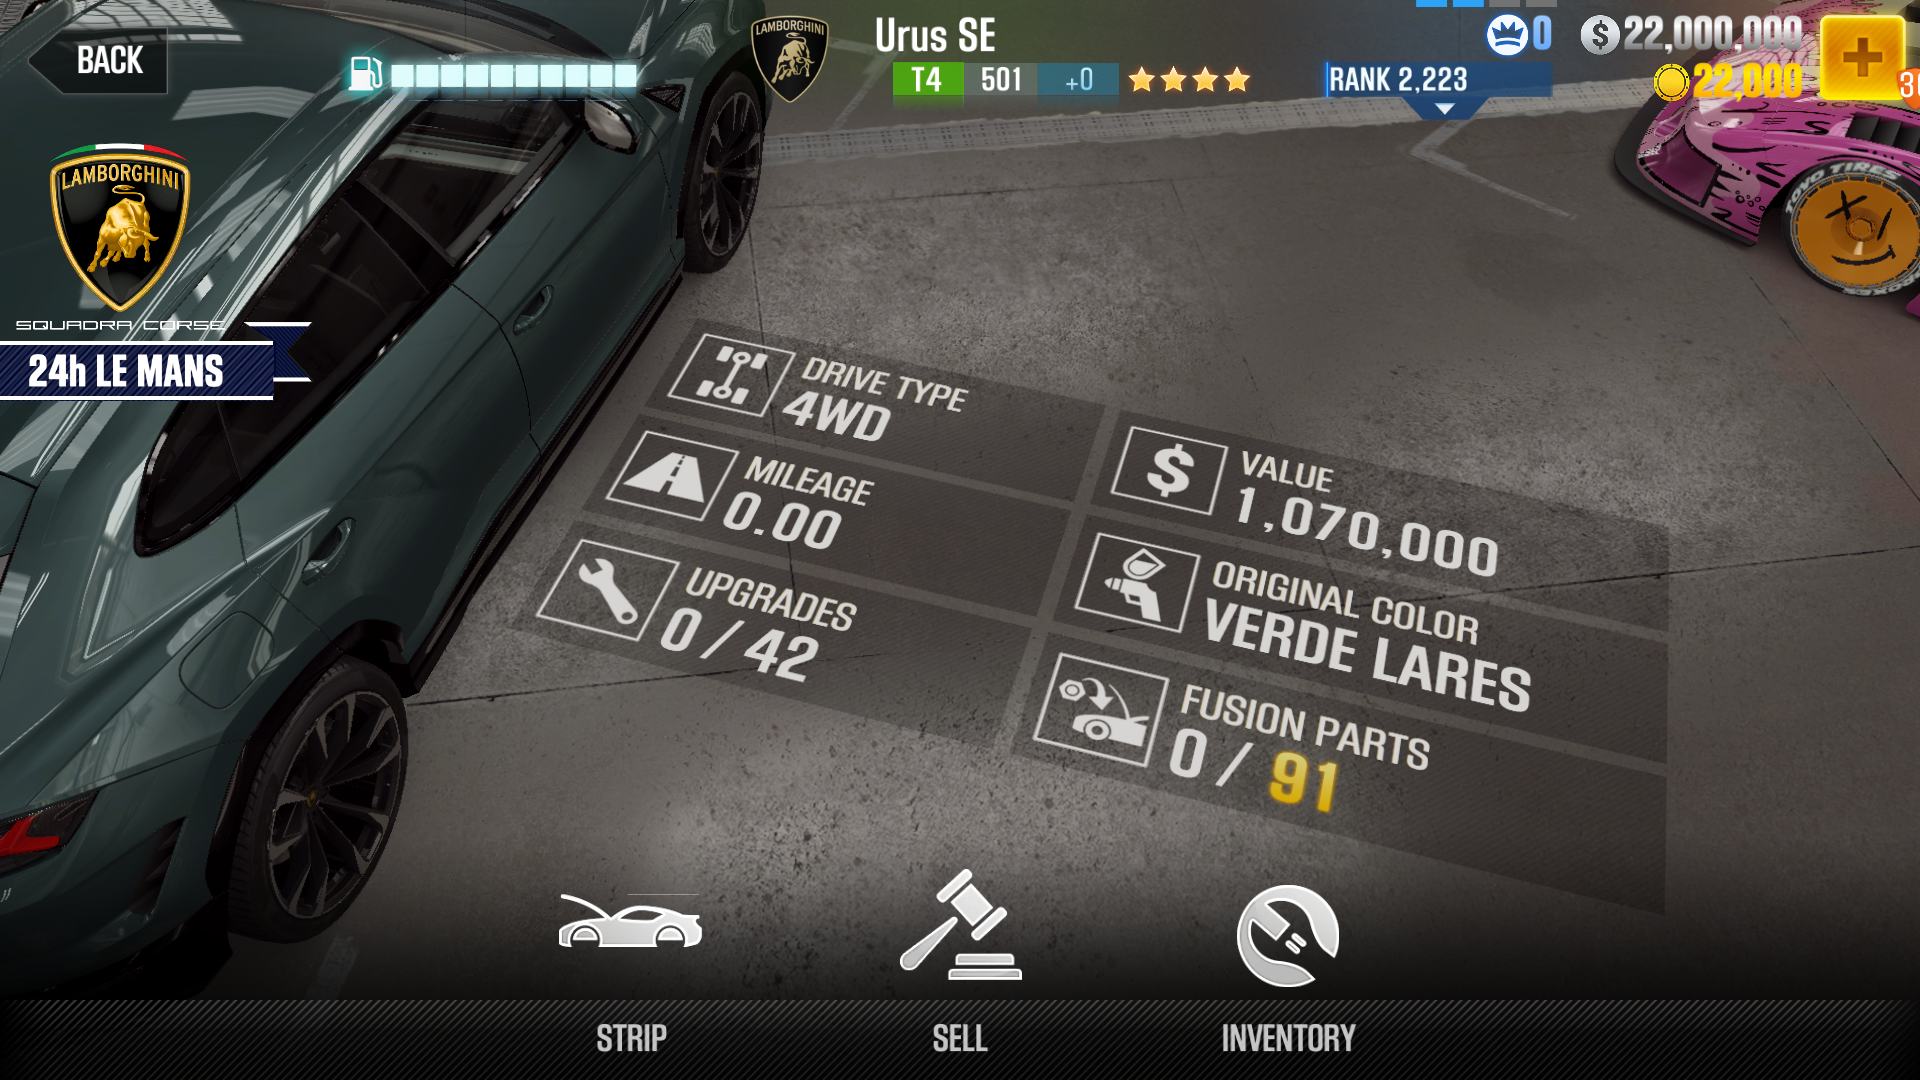 BACK
LAMBORGHINI
Urus SE
T4 501 +0
RANK 2,223
0
22,000,000
22,000
LAMBORGHINI
SQUADRA CORSE
24h LE MANS
TOYO TIRES
DRIVE TYPE
4WD
MILEAGE
0.00
UPGRADES
0 / 42
VALUE
1,070,000
ORIGINAL COLOR
VERDE LARES
FUSION PARTS
0 / 91
STRIP
SELL
INVENTORY